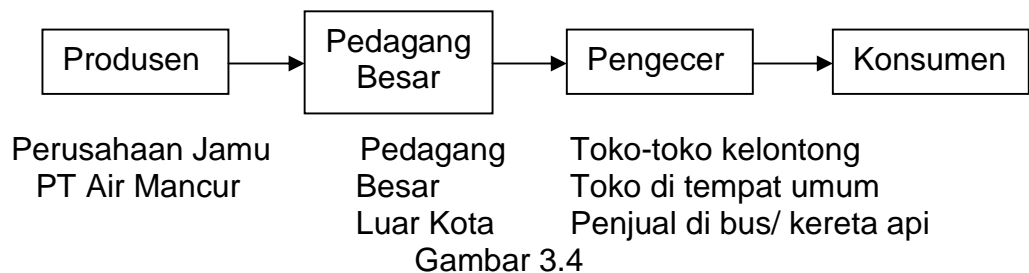 Produsen
Pedagang
Besar
Pengecer
Konsumen
Perusahaan Jamu
PT Air Mancur
Pedagang
Besar
Luar Kota
Toko-toko kelontong
Toko di tempat umum
Penjual di bus/ kereta api
Gambar 3.4